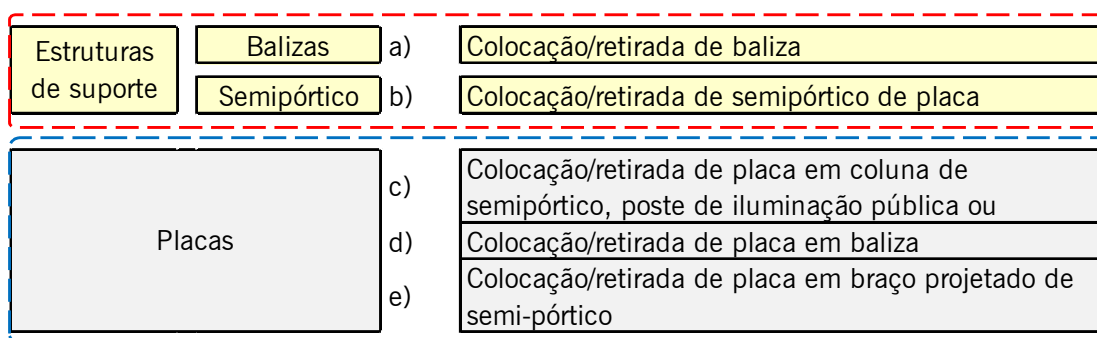 Estruturas
de suporte
Balizas
a)
Colocação/retirada de baliza
Semipórtico
b)
Colocação/retirada de semipórtico de placa
Placas
c)
Colocação/retirada de placa em coluna de
semipórtico, poste de iluminação pública ou
d)
Colocação/retirada de placa em baliza
e)
Colocação/retirada de placa em braço projetado de
semi-pórtico